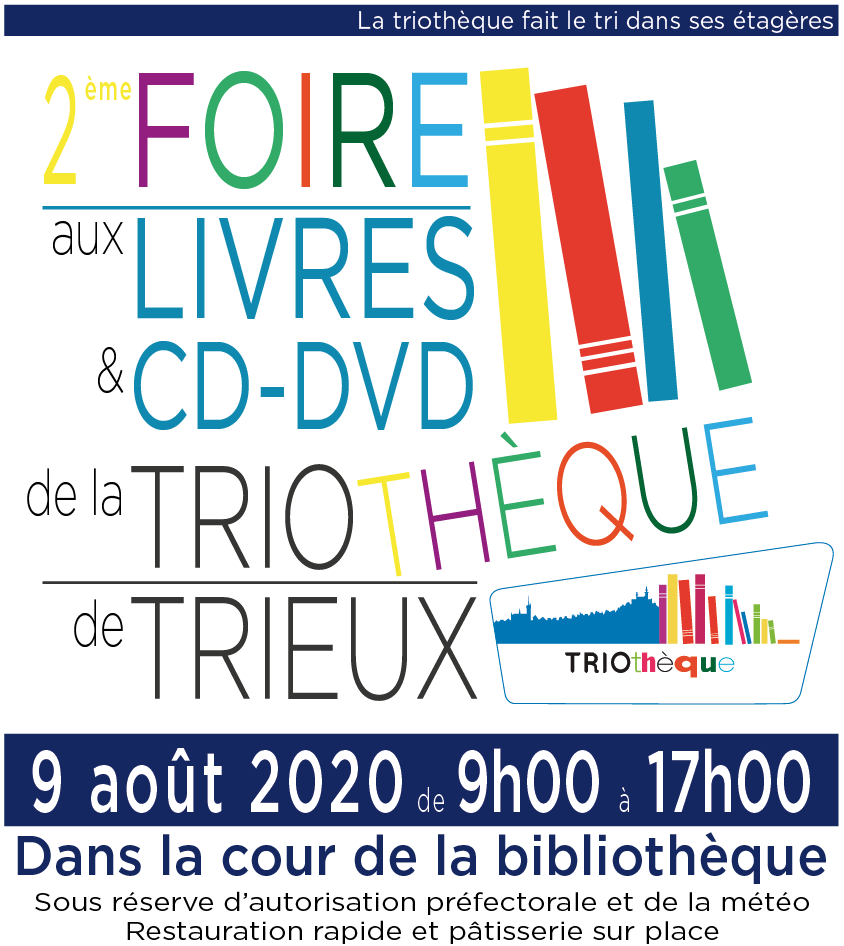 La triothèque fait le tri dans ses étagères
2ème FOIRE
aux LIVRES
& CD-DVD
de la TRIOTHÈQUE
de TRIEUX
TRIOthèque
9 août 2020 de 9h00 à 17h00
Dans la cour de la bibliothèque
Sous réserve d'autorisation préfectorale et de la météo
Restauration rapide et pâtisserie sur place